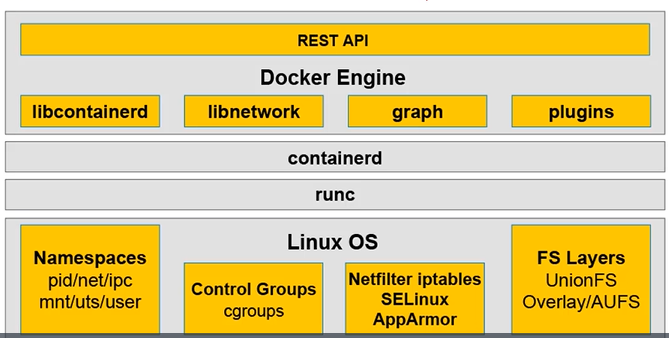 REST API
Docker Engine
libcontainerd
libnetwork
graph
plugins
containerd
runc
Linux OS
Namespaces
pid/net/ipc
mnt/uts/user
Control Groups
cgroups
Netfilter iptables
SELinux
AppArmor
FS Layers
UnionFS
Overlay/AUFS